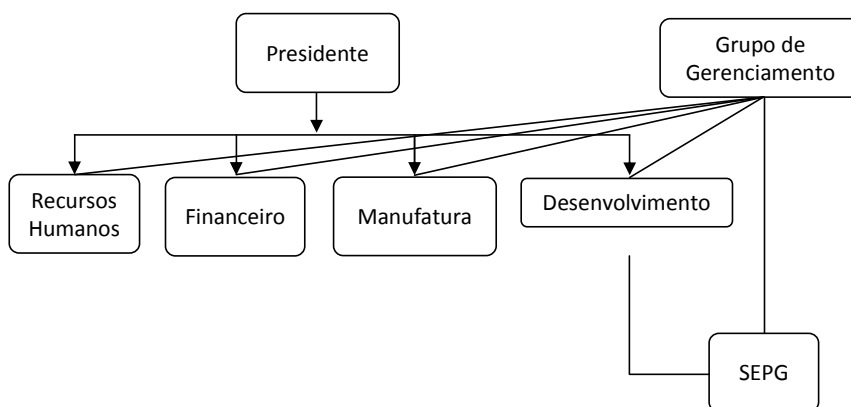 Presidente
Grupo de
Gerenciamento
Recursos
Humanos
Financeiro
Manufatura
Desenvolvimento
SEPG